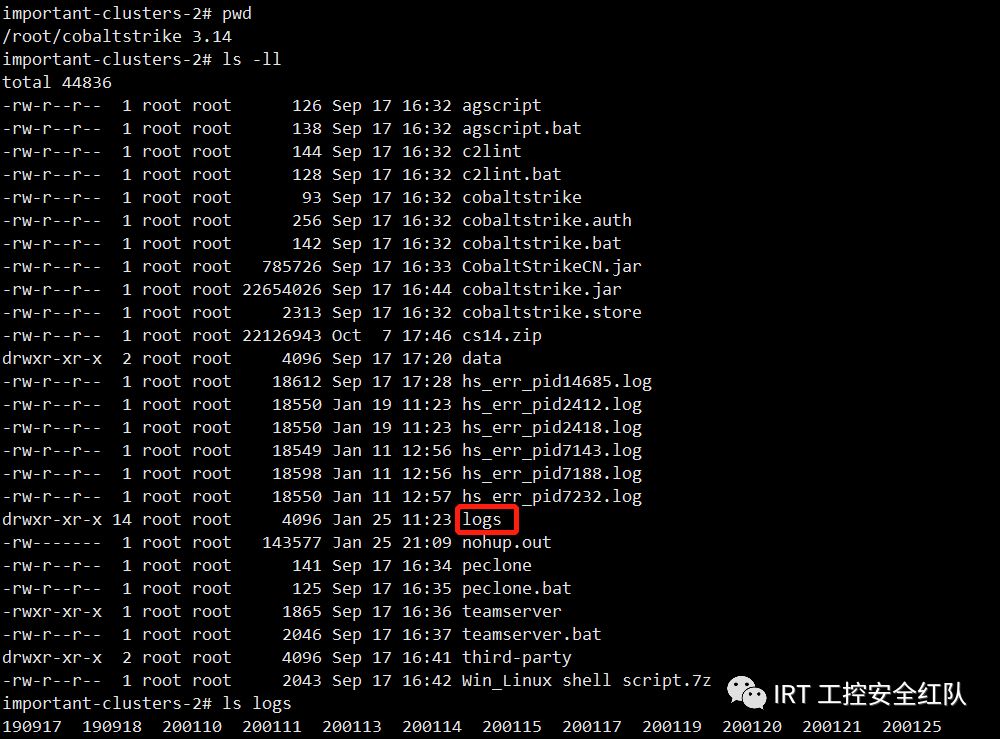 important-clusters-2# pwd
/root/cobaltstrike 3.14
important-clusters-2# ls -ll
total 44836
-rw-r--r--  1 root root      126 Sep 17 16:32 agscript
-rw-r--r--  1 root root      138 Sep 17 16:32 agscript.bat
-rw-r--r--  1 root root      144 Sep 17 16:32 c2lint
-rw-r--r--  1 root root      128 Sep 17 16:32 c2lint.bat
-rw-r--r--  1 root root       93 Sep 17 16:32 cobaltstrike
-rw-r--r--  1 root root      256 Sep 17 16:32 cobaltstrike.auth
-rw-r--r--  1 root root      142 Sep 17 16:32 cobaltstrike.bat
-rw-r--r--  1 root root   785726 Sep 17 16:33 CobaltStrikeCN.jar
-rw-r--r--  1 root root 22654026 Sep 17 16:44 cobaltstrike.jar
-rw-r--r--  1 root root     2313 Sep 17 16:32 cobaltstrike.store
-rw-r--r--  1 root root 22126943 Oct  7 17:46 cs14.zip
drwxr-xr-x  2 root root     4096 Sep 17 17:20 data
-rw-r--r--  1 root root    18612 Sep 17 17:28 hs_err_pid14685.log
-rw-r--r--  1 root root    18550 Jan 19 11:23 hs_err_pid2412.log
-rw-r--r--  1 root root    18550 Jan 19 11:23 hs_err_pid2418.log
-rw-r--r--  1 root root    18549 Jan 11 12:56 hs_err_pid7143.log
-rw-r--r--  1 root root    18598 Jan 11 12:56 hs_err_pid7188.log
-rw-r--r--  1 root root    18550 Jan 11 12:57 hs_err_pid7232.log
drwxr-xr-x 14 root root     4096 Jan 25 11:23 logs
-rw-------  1 root root   143577 Jan 25 21:09 nohup.out
-rw-r--r--  1 root root      141 Sep 17 16:34 peclone
-rw-r--r--  1 root root      125 Sep 17 16:35 peclone.bat
-rwxr-xr-x  1 root root     1865 Sep 17 16:36 teamserver
-rw-r--r--  1 root root     2046 Sep 17 16:37 teamserver.bat
drwxr-xr-x  2 root root     4096 Sep 17 16:41 third-party
-rw-r--r--  1 root root     2043 Sep 17 16:42 Win_Linux shell script.7z
IRT 工控安全红队
important-clusters-2# ls logs
190917  190918  200110  200111  200113  200114  200115  200117  200119  200120  200121  200125